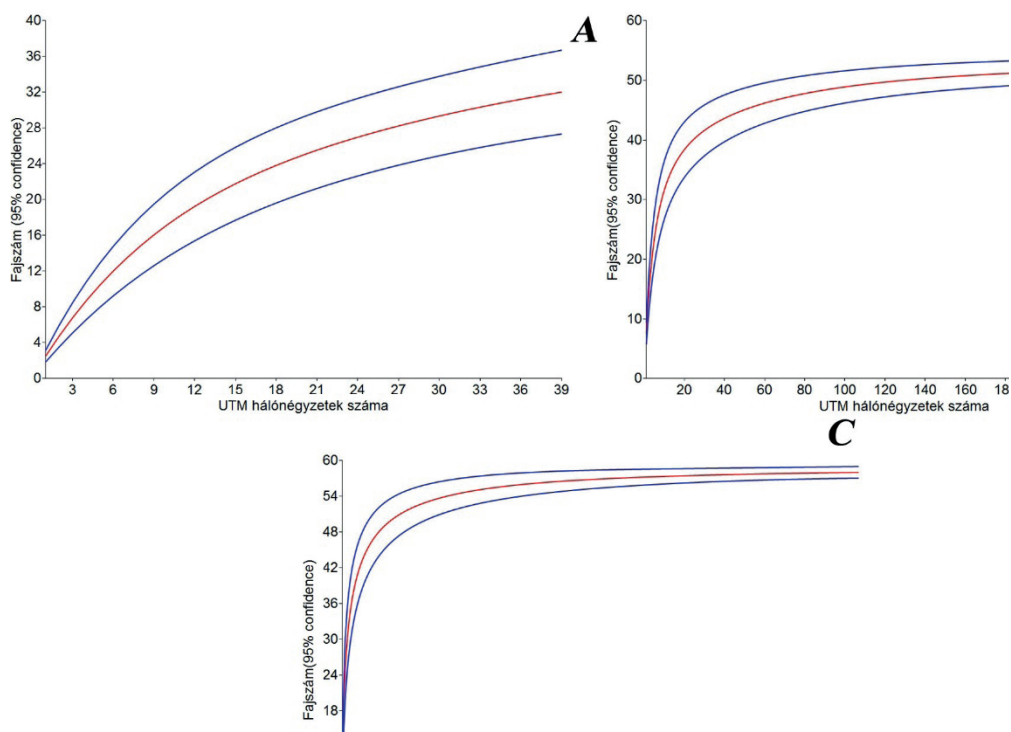 A
40
36
32
28
24
20
16
12
8
4
0
Fajszám (95% confidence)
3 6 9 12 15 18 21 24 27 30 33 36 39
UTM hálónégyzetek száma
60
50
40
30
20
10
0
Fajszám(95% confidence)
20 40 60 80 100 120 140 160
UTM hálónégyzetek száma
C
60
54
48
42
36
30
24
18
Fajszám(95% confidence)